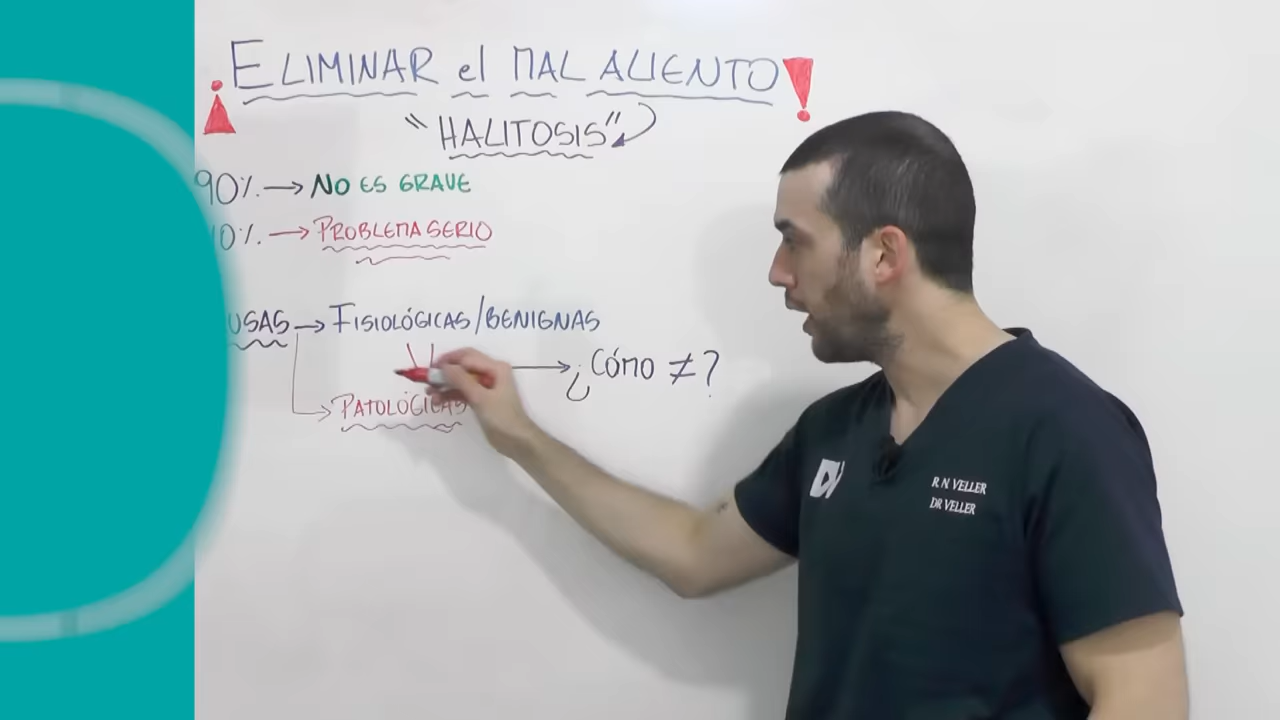 ¡ELIMINAR el MAL ALIENTO!
"HALITOSIS"
90% → NO ES GRAVE
10% → PROBLEMA SERIO
USAS → FISIOLÓGICAS/BENIGNAS
¿CÓMO ≠?
PATOLÓGICAS
R. N. VELLER
DR VELLER